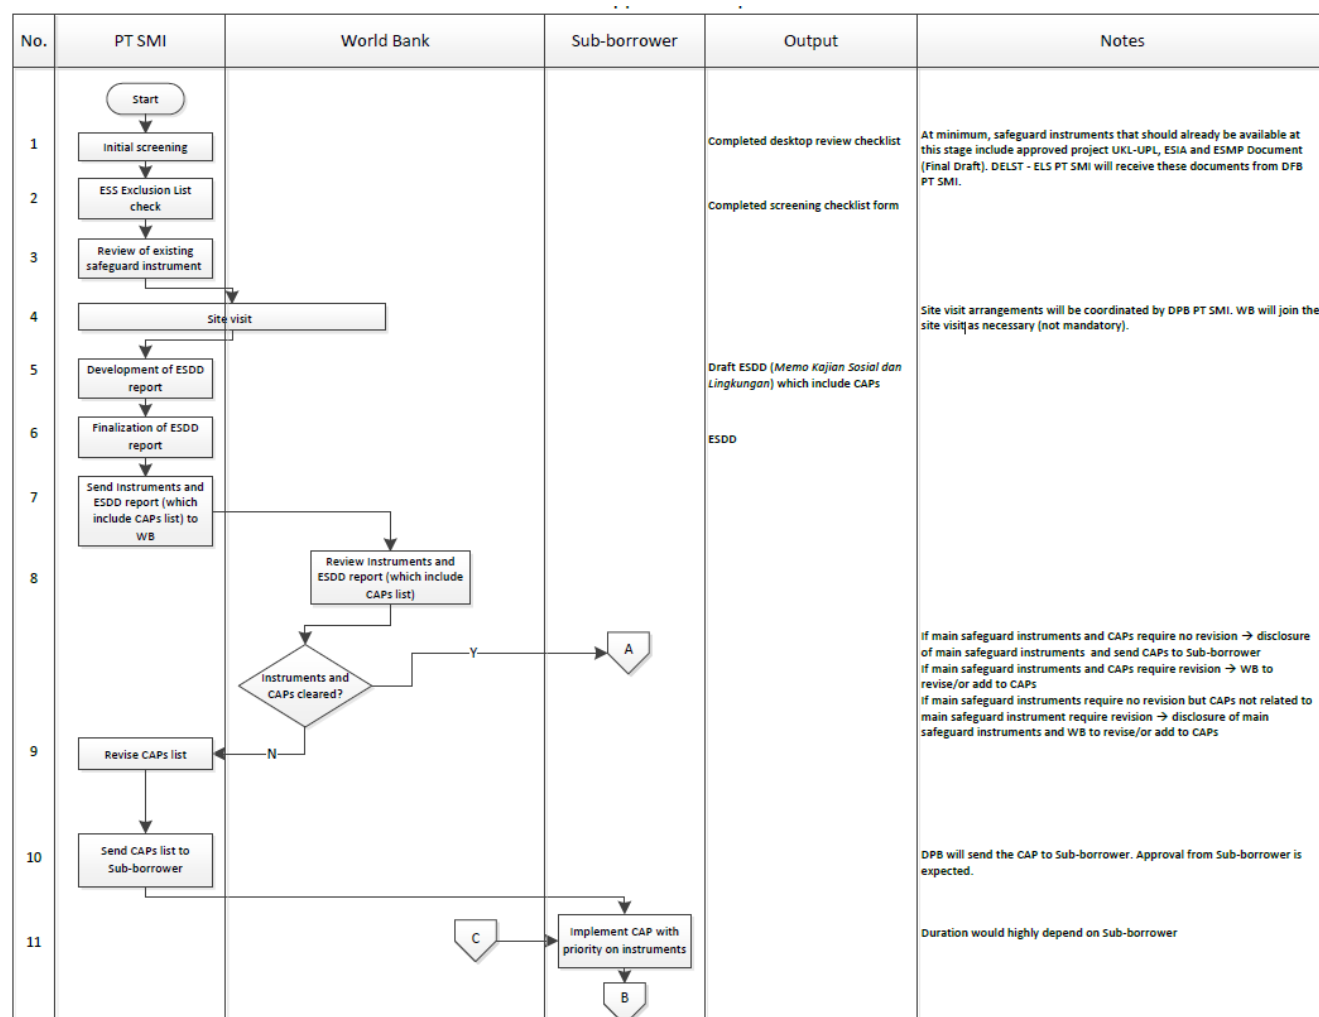 No.
PT SMI
World Bank
Sub-borrower
Output
Notes
Start
1
Initial screening
Completed desktop review checklist
At minimum, safeguard instruments that should already be available at
this stage include approved project UKL-UPL, ESIA and ESMP Document
(Final Draft). DELST - ELS PT SMI will receive these documents from DFB
PT SMI.
2
ESS Exclusion List
check
Completed screening checklist form
3
Review of existing
safeguard instrument
4
Site visit
Site visit arrangements will be coordinated by DPB PT SMI. WB will join the
site visit as necessary (not mandatory).
5
Development of ESDD
report
Draft ESDD (Memo Kajian Sosial dan
Lingkungan) which include CAPs
6
Finalization of ESDD
report
ESDD
7
Send Instruments and
ESDD report (which
include CAPs list) to
WB
8
Review Instruments and
ESDD report (which include
CAPs list)
Instruments and
CAPs cleared?
Y
A
If main safeguard instruments and CAPs require no revision → disclosure
of main safeguard instruments and send CAPs to Sub-borrower
If main safeguard instruments and CAPs require revision → WB to
revise/or add to CAPs
If main safeguard instruments require no revision but CAPs not related to
main safeguard instrument require revision → disclosure of main
safeguard instruments and WB to revise/or add to CAPs
N
9
Revise CAPs list
10
Send CAPs list to
Sub-borrower
DPB will send the CAP to Sub-borrower. Approval from Sub-borrower is
expected.
11
C
Implement CAP with
priority on instruments
Duration would highly depend on Sub-borrower
B